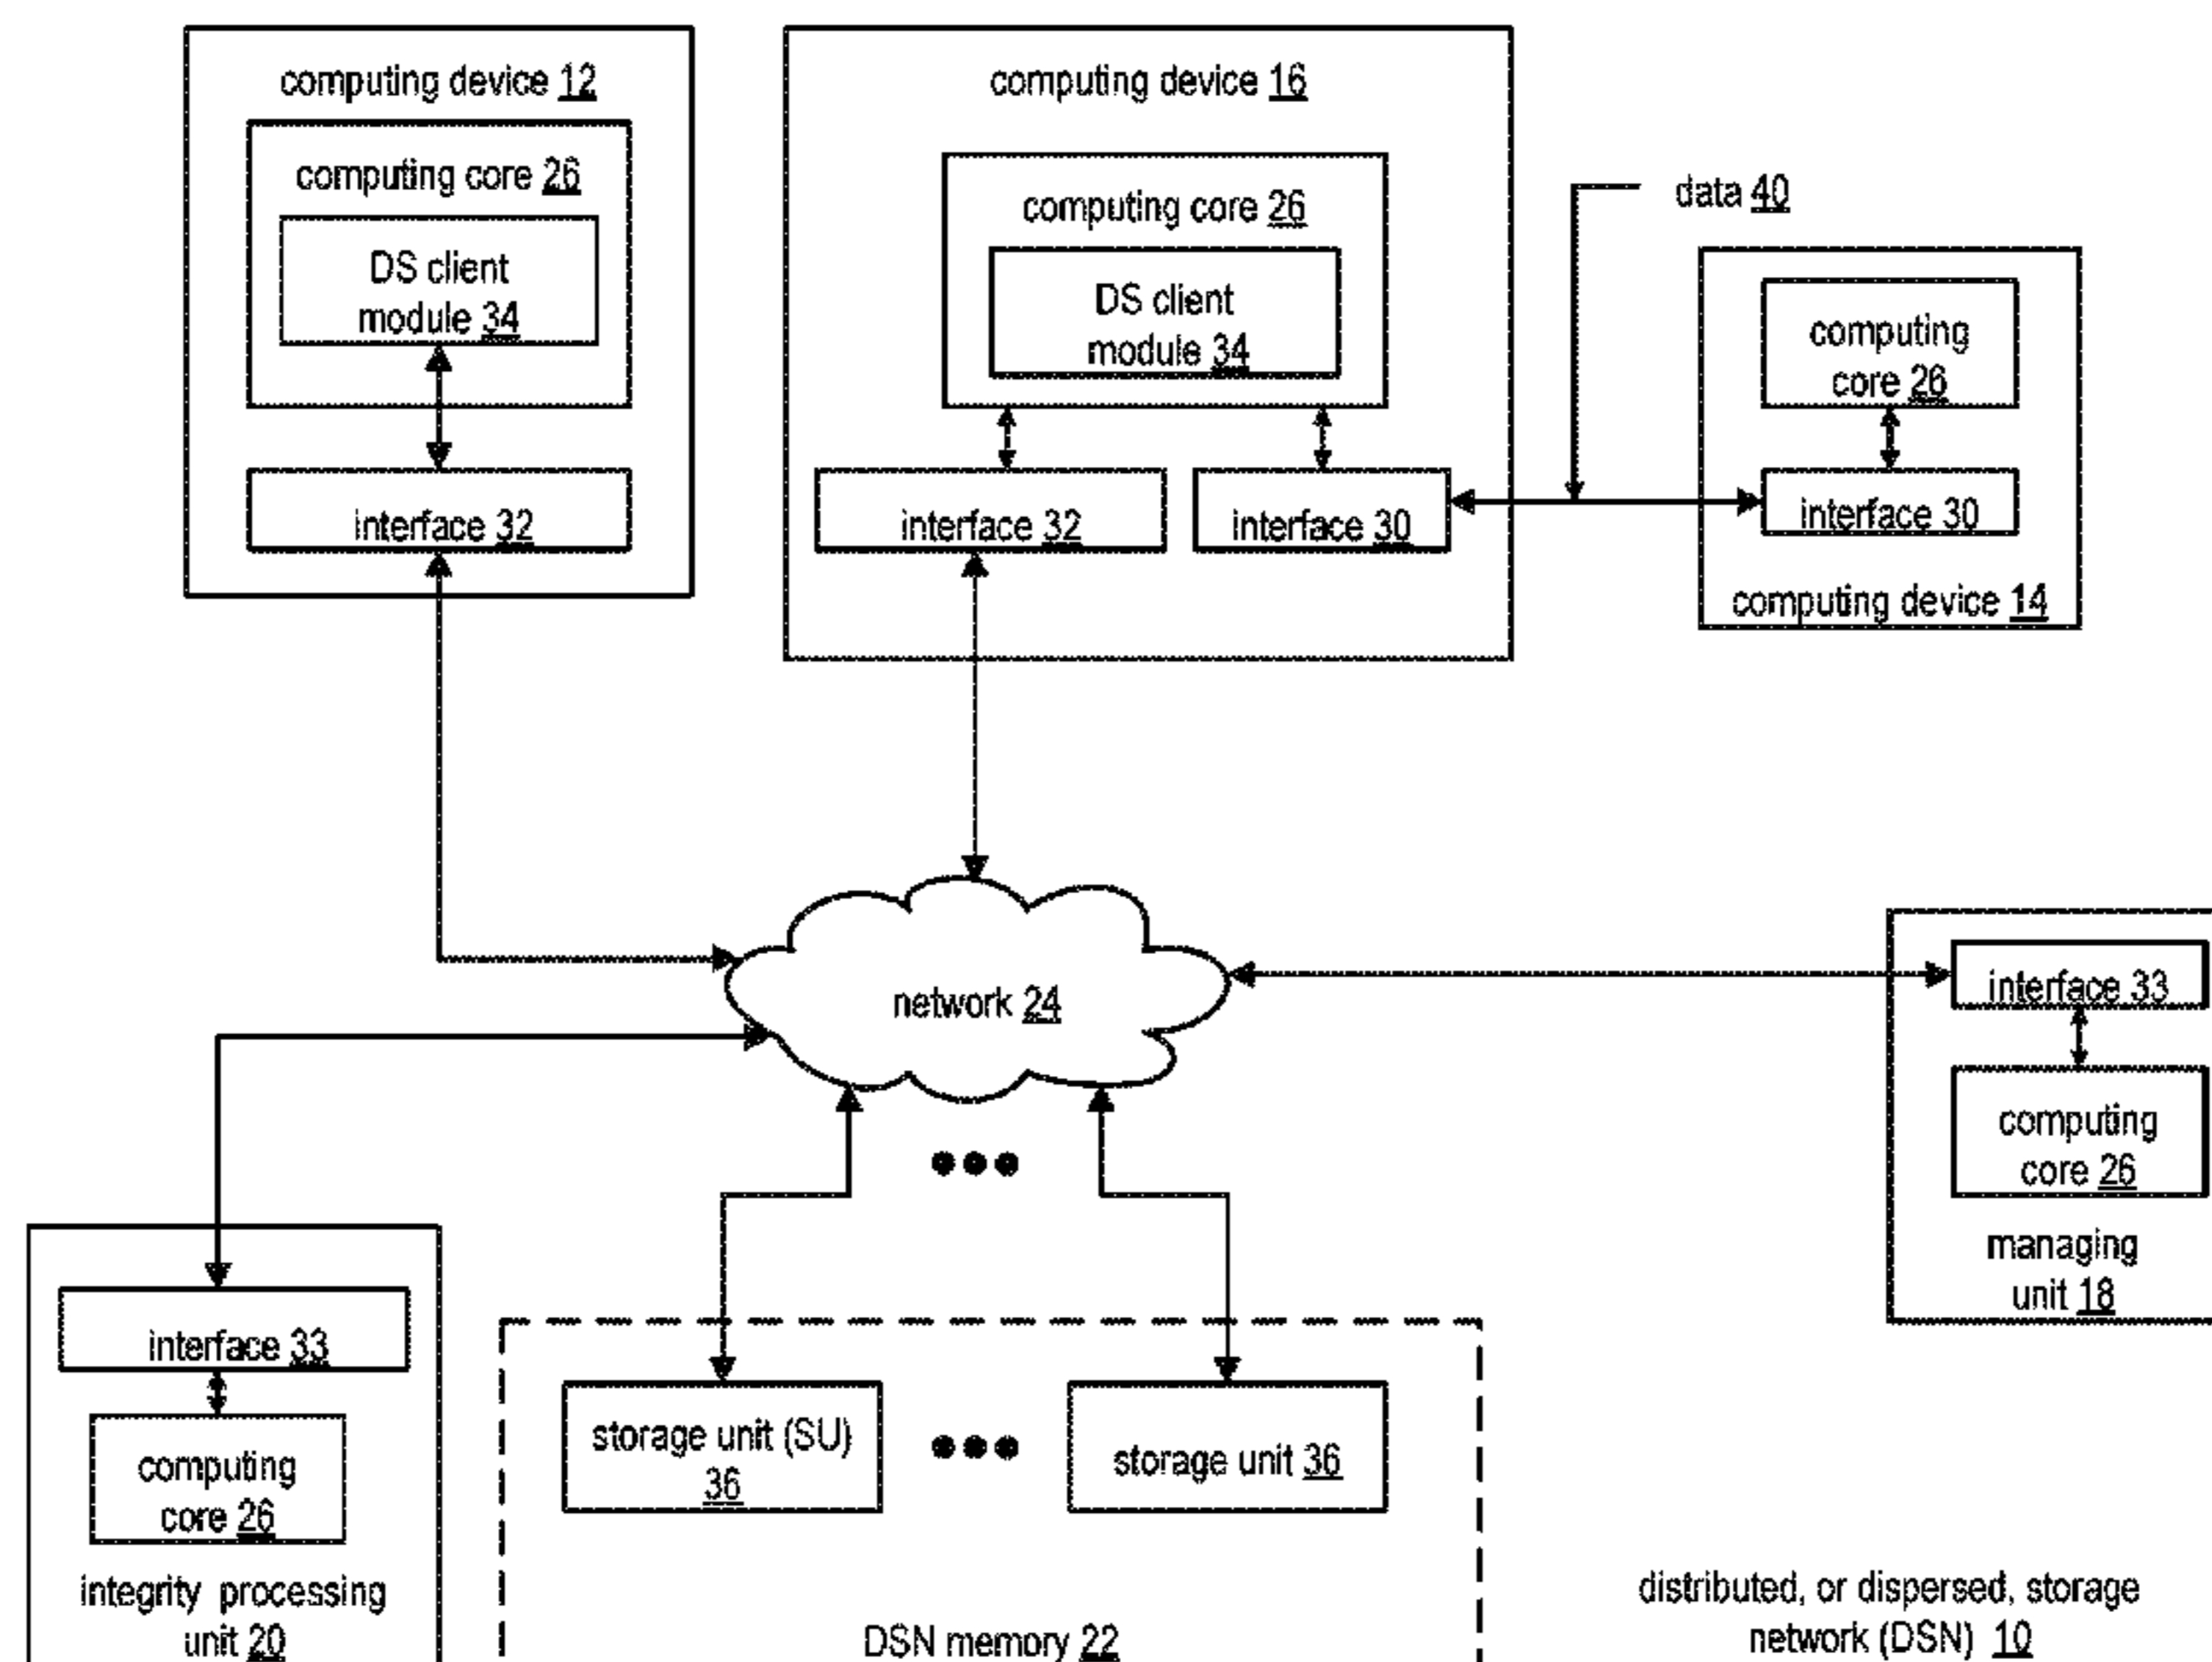 computing device 12
computing core 26
DS client
module 34
interface 32
computing device 16
computing core 26
DS client
module 34
interface 32
interface 30
data 40
computing
core 26
interface 30
computing device 14
network 24
interface 33
computing
core 26
managing
unit 18
interface 33
computing
core 26
integrity processing
unit 20
storage unit (SU)
36
storage unit 36
DSN memory 22
distributed, or dispersed, storage
network (DSN) 10